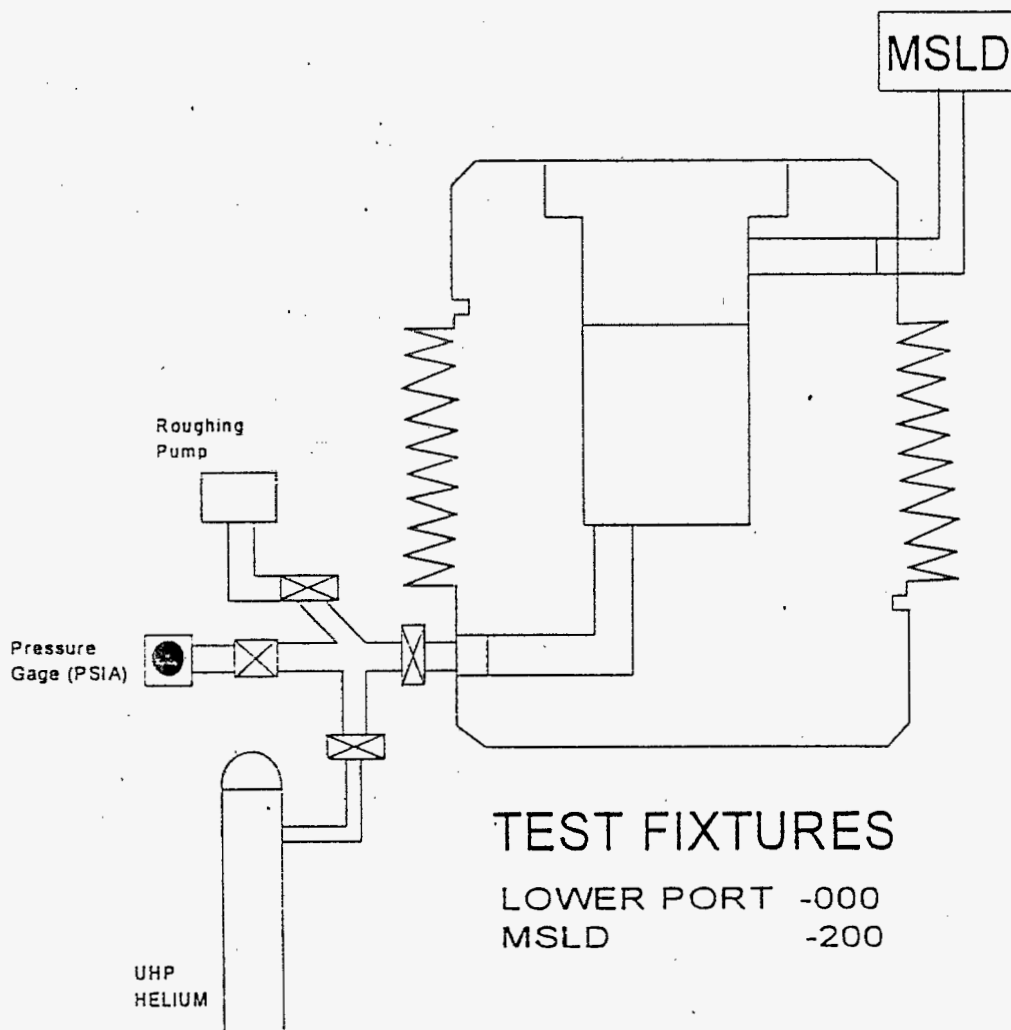 MSLD
Roughing
Pump
Pressure
Gage (PSIA)
TEST FIXTURES
LOWER PORT -000
MSLD -200
UHP
HELIUM